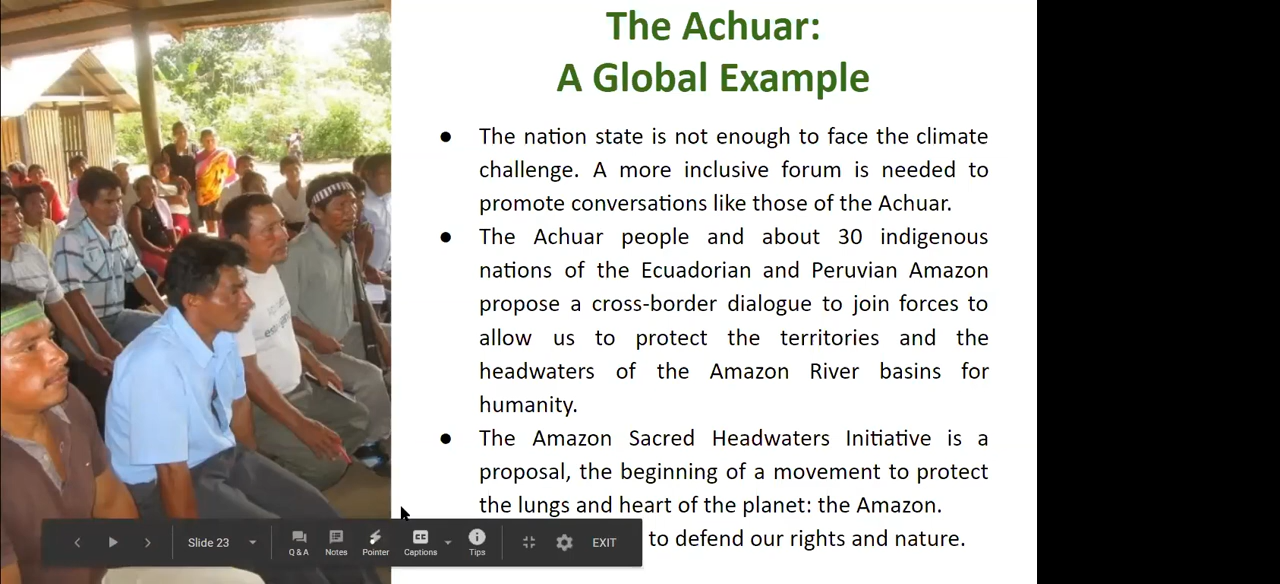 The Achuar:
A Global Example
● The nation state is not enough to face the climate
challenge. A more inclusive forum is needed to
promote conversations like those of the Achuar.
● The Achuar people and about 30 indigenous
nations of the Ecuadorian and Peruvian Amazon
propose a cross-border dialogue to join forces to
allow us to protect the territories and the
headwaters of the Amazon River basins for
humanity.
● The Amazon Sacred Headwaters Initiative is a
proposal, the beginning of a movement to protect
the lungs and heart of the planet: the Amazon.
to defend our rights and nature.
Slide 23
Q & A
Notes
Pointer
CC
Captions
Tips
EXIT